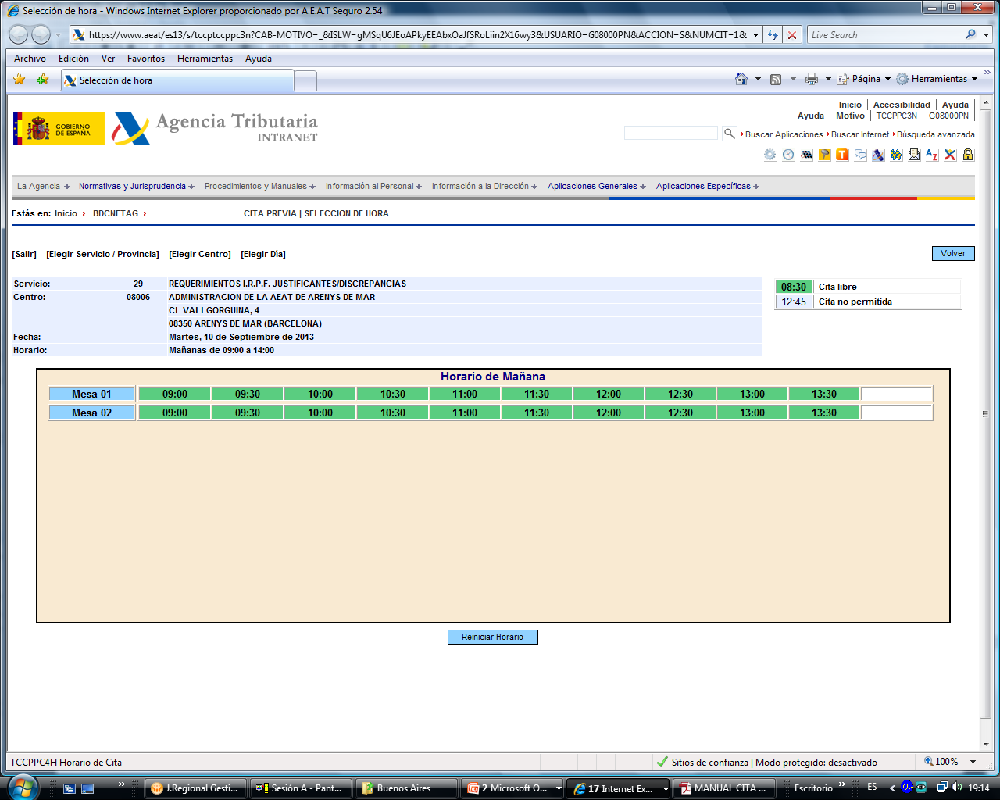 Selección de hora - Windows Internet Explorer proporcionado por A.E.A.T Seguro 2.54
https://www.aeat/es13/s/tccptccppc3n?CAB-MOTIVO=_&ISLW=gMSqU6JEoAPkyEEAbxOaJfSRoLiin2X16wy3&USUARIO=G08000PN&ACCION=S&NUMCIT=1& Live Search
Archivo Edición Ver Favoritos Herramientas Ayuda
Selección de hora Página Herramientas
Inicio Accesibilidad Ayuda
Ayuda Motivo TCCPPC3N G08000PN
GOBIERNO DE ESPAÑA
Agencia Tributaria
INTRANET
Buscar Aplicaciones Buscar Internet Búsqueda avanzada
La Agencia Normativas y Jurisprudencia Procedimientos y Manuales Información al Personal Información a la Dirección Aplicaciones Generales Aplicaciones Específicas
Estás en: Inicio BDCNETAG CITA PREVIA | SELECCION DE HORA
[Salir] [Elegir Servicio / Provincia] [Elegir Centro] [Elegir Día] Volver
Servicio: 29 REQUERIMIENTOS I.R.P.F. JUSTIFICANTES/DISCREPANCIAS
Centro: 08006 ADMINISTRACION DE LA AEAT DE ARENYS DE MAR
CL VALLGORGUINA, 4
08350 ARENYS DE MAR (BARCELONA)
Fecha: Martes, 10 de Septiembre de 2013
Horario: Mañanas de 09:00 a 14:00
08:30 Cita libre
12:45 Cita no permitida
Horario de Mañana
Mesa 01 09:00 09:30 10:00 10:30 11:00 11:30 12:00 12:30 13:00 13:30
Mesa 02 09:00 09:30 10:00 10:30 11:00 11:30 12:00 12:30 13:00 13:30
Reiniciar Horario
TCCPPC4H Horario de Cita Sitios de confianza | Modo protegido: desactivado 100%
J.Regional Gesti... Sesión A - Pant... Buenos Aires 2 Microsoft O... 17 Internet Ex... MANUAL CITA ... Escritorio ES 19:14